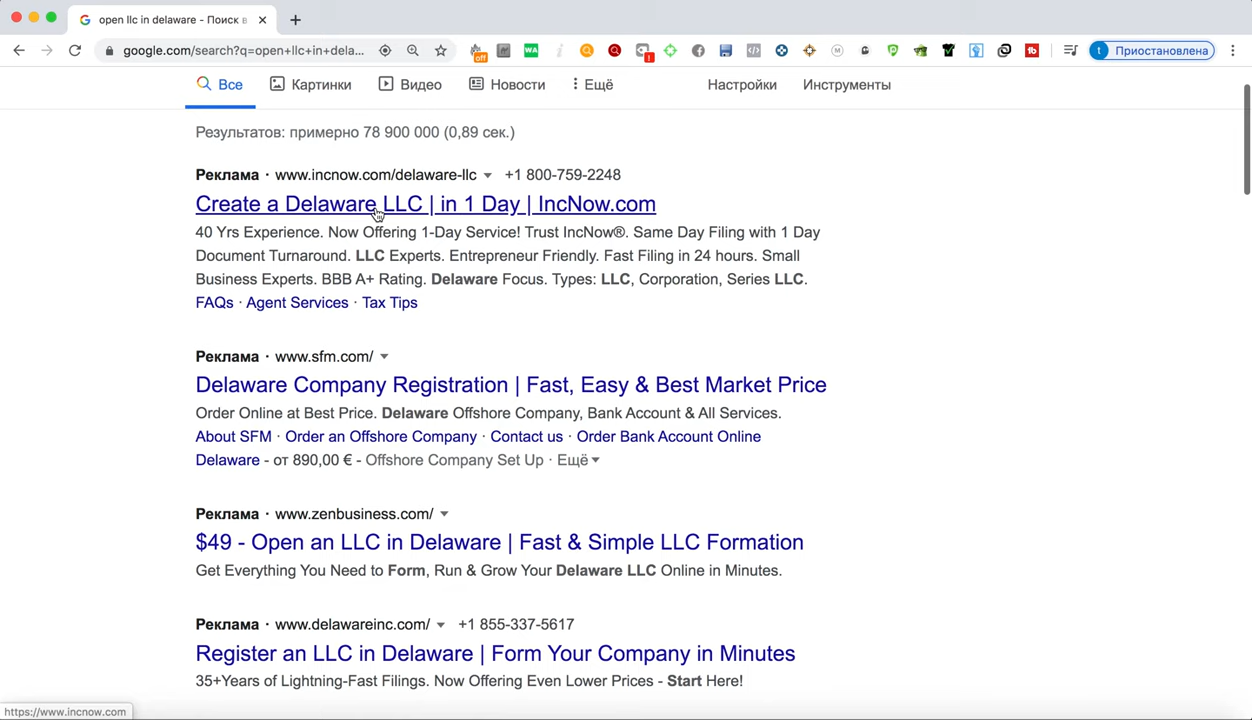 open llc in delaware - Поиск в
google.com/search?q=open+llc+in+dela...
off
WA
Приостановлена
Все
Картинки
Видео
Новости
Ещё
Настройки
Инструменты
Результатов: примерно 78 900 000 (0,89 сек.)
Реклама · www.incnow.com/delaware-llc +1 800-759-2248
Create a Delaware LLC | in 1 Day | IncNow.com
40 Yrs Experience. Now Offering 1-Day Service! Trust IncNow®. Same Day Filing with 1 Day
Document Turnaround. LLC Experts. Entrepreneur Friendly. Fast Filing in 24 hours. Small
Business Experts. BBB A+ Rating. Delaware Focus. Types: LLC, Corporation, Series LLC.
FAQs · Agent Services · Tax Tips
Реклама · www.sfm.com/
Delaware Company Registration | Fast, Easy & Best Market Price
Order Online at Best Price. Delaware Offshore Company, Bank Account & All Services.
About SFM · Order an Offshore Company · Contact us · Order Bank Account Online
Delaware - от 890,00 € - Offshore Company Set Up · Ещё
Реклама · www.zenbusiness.com/
$49 - Open an LLC in Delaware | Fast & Simple LLC Formation
Get Everything You Need to Form, Run & Grow Your Delaware LLC Online in Minutes.
Реклама · www.delawareinc.com/ +1 855-337-5617
Register an LLC in Delaware | Form Your Company in Minutes
35+Years of Lightning-Fast Filings. Now Offering Even Lower Prices - Start Here!
https://www.incnow.com